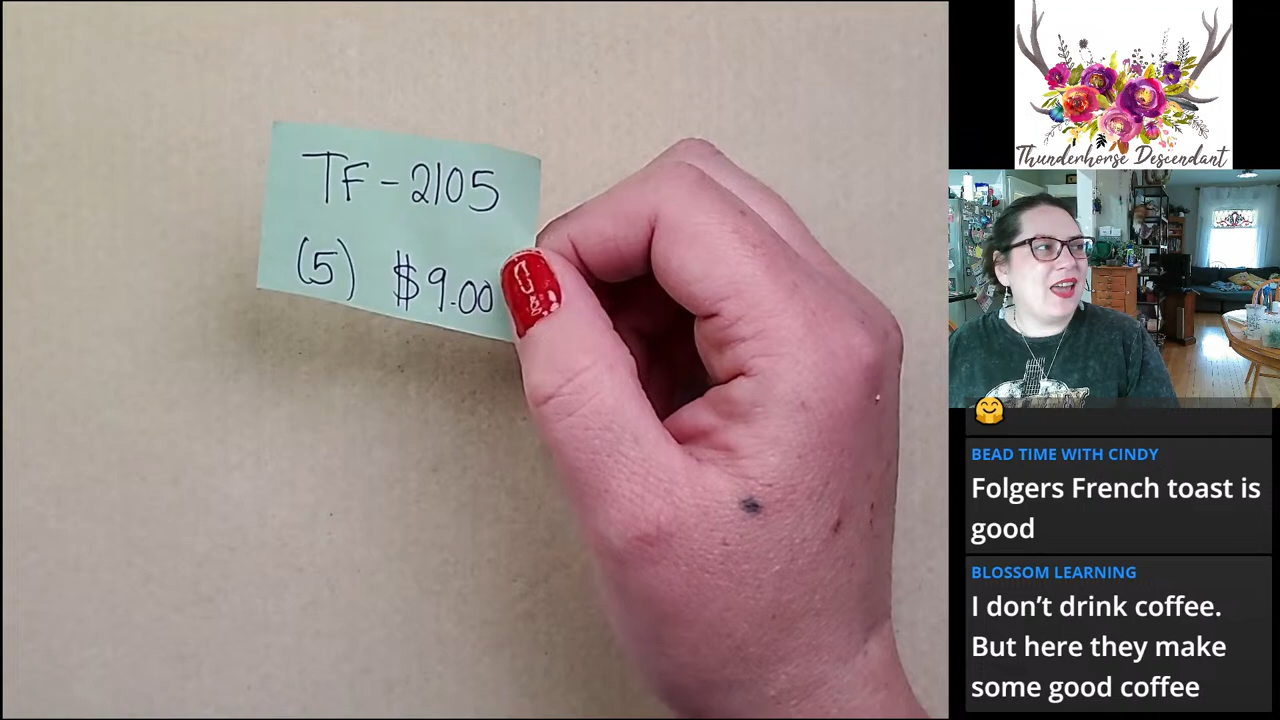 TF-2105
(5) $9.00
Thunderhorse Descendant
🤗
BEAD TIME WITH CINDY
Folgers French toast is
good
BLOSSOM LEARNING
I don’t drink coffee.
But here they make
some good coffee